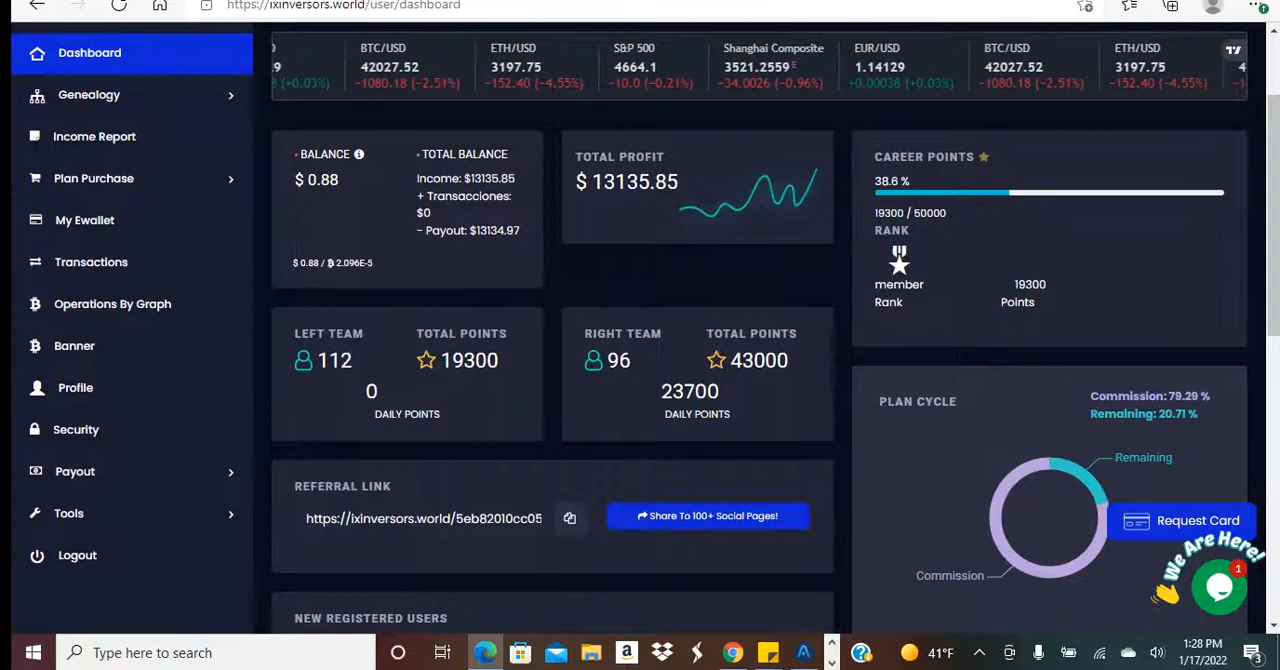 https://ixinversors.world/user/dashboard
Dashboard
Genealogy
Income Report
Plan Purchase
My Ewallet
Transactions
Operations By Graph
Banner
Profile
Security
Payout
Tools
Logout
BTC/USD ETH/USD S&P 500 Shanghai Composite EUR/USD BTC/USD ETH/USD
9 42027.52 3197.75 4664.1 3521.2559 E 1.14129 42027.52 3197.75 4
(+0.03%) −1080.18 (−2.51%) −152.40 (−4.55%) −10.0 (−0.21%) −34.0026 (−0.96%) +0.00038 (+0.03%) −1080.18 (−2.51%) −152.40 (−4.55%)
BALANCE
$ 0.88
$ 0.88 / ₿ 2.096E-5
TOTAL BALANCE
Income: $13135.85
+ Transacciones:
$0
- Payout: $13134.97
TOTAL PROFIT
$ 13135.85
CAREER POINTS
38.6 %
19300 / 50000
RANK
member 19300
Rank Points
LEFT TEAM TOTAL POINTS
112 19300
0
DAILY POINTS
RIGHT TEAM TOTAL POINTS
96 43000
23700
DAILY POINTS
PLAN CYCLE
Commission: 79.29 %
Remaining: 20.71 %
Remaining
Commission
REFERRAL LINK
https://ixinversors.world/5eb82010cc05
Share To 100+ Social Pages!
Request Card
We Are Here!
1
NEW REGISTERED USERS
Type here to search
41°F
1:28 PM
1/17/2022
3